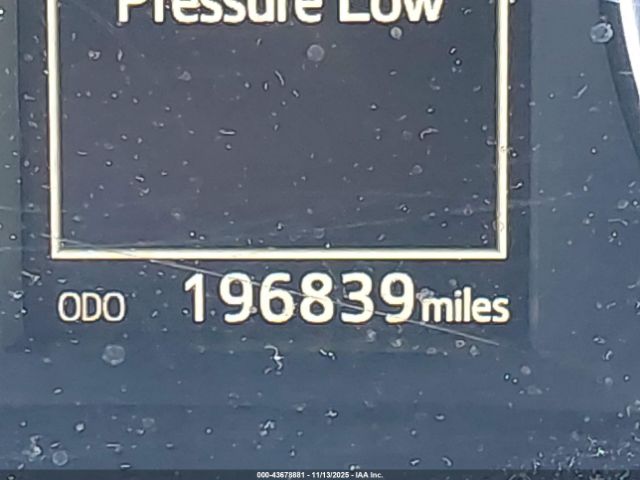 Pressure Low
ODO 196839 miles
000-43678881 - 11/13/2025 - IAA Inc.